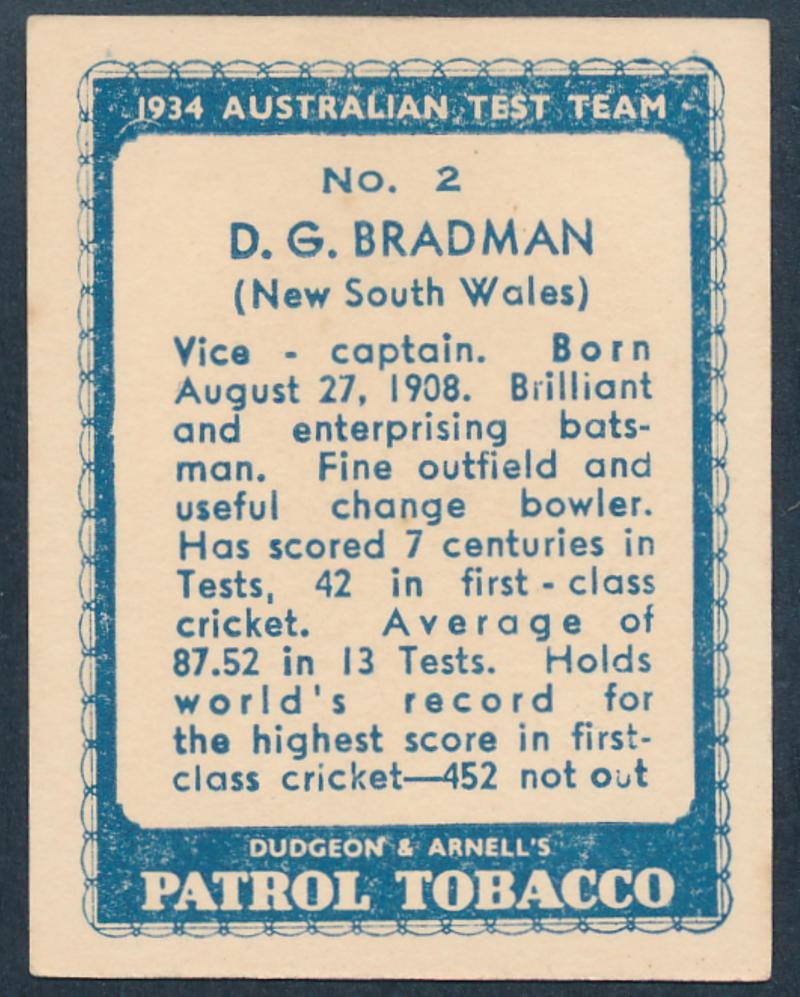 1934 AUSTRALIAN TEST TEAM
No. 2
D. G. BRADMAN
(New South Wales)
Vice - captain. Born
August 27, 1908. Brilliant
and enterprising bats-
man. Fine outfield and
useful change bowler.
Has scored 7 centuries in
Tests, 42 in first - class
cricket. Average of
87.52 in 13 Tests. Holds
world's record for
the highest score in first-
class cricket—452 not out
DUDGEON & ARNELL'S
PATROL TOBACCO